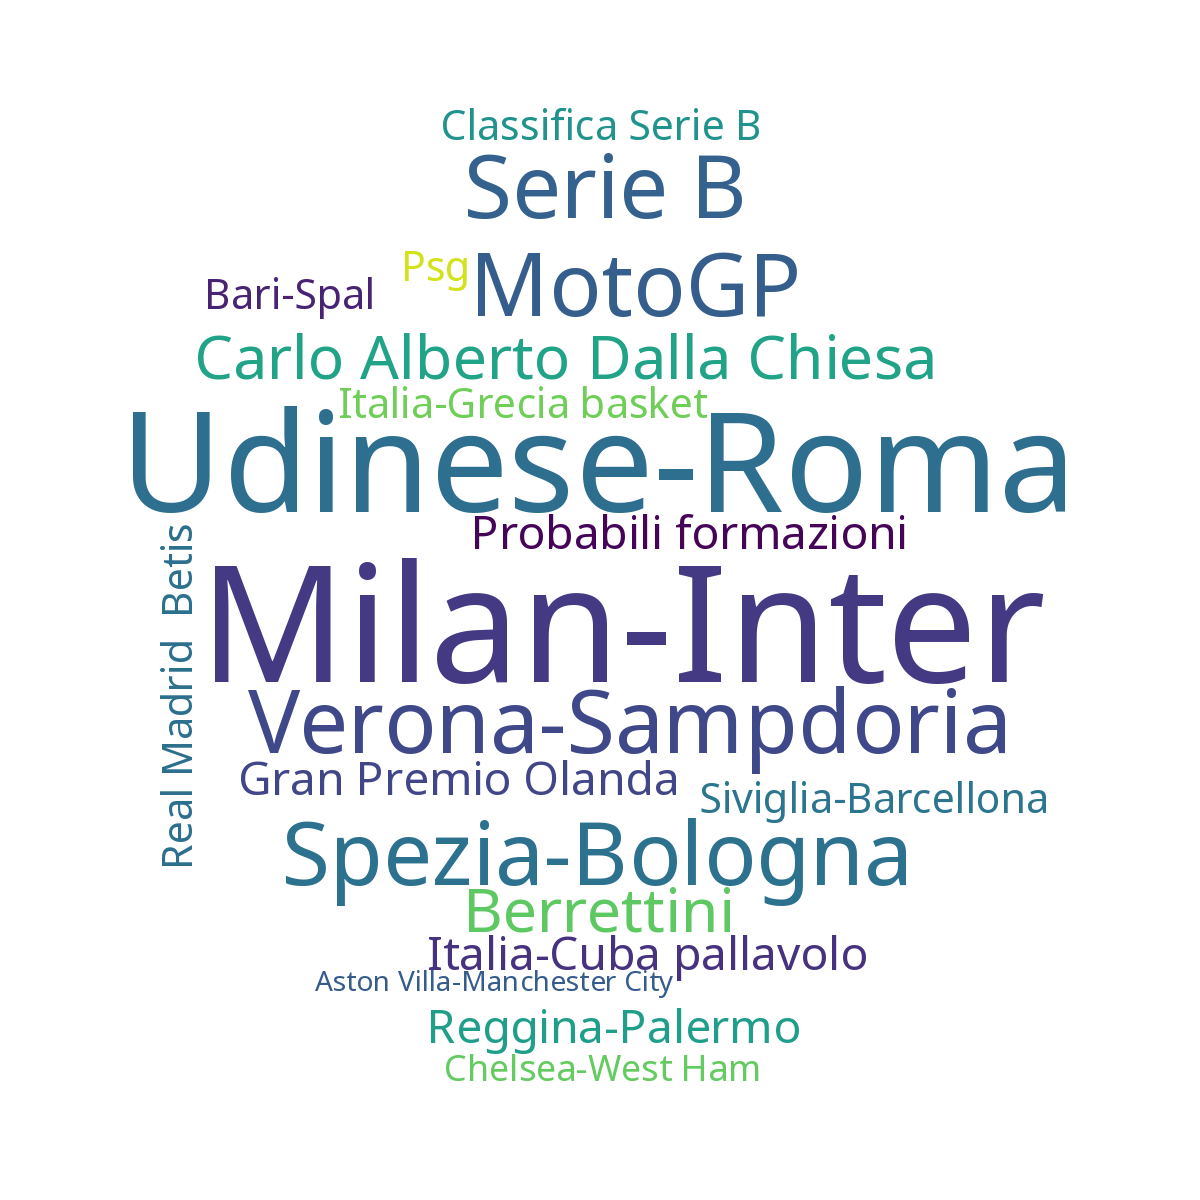 Classifica Serie B
Serie B
Psg
MotoGP
Bari-Spal
Carlo Alberto Dalla Chiesa
Italia-Grecia basket
Udinese-Roma
Probabili formazioni
Real Madrid  Betis
Milan-Inter
Verona-Sampdoria
Gran Premio Olanda
Siviglia-Barcellona
Spezia-Bologna
Berrettini
Italia-Cuba pallavolo
Aston Villa-Manchester City
Reggina-Palermo
Chelsea-West Ham